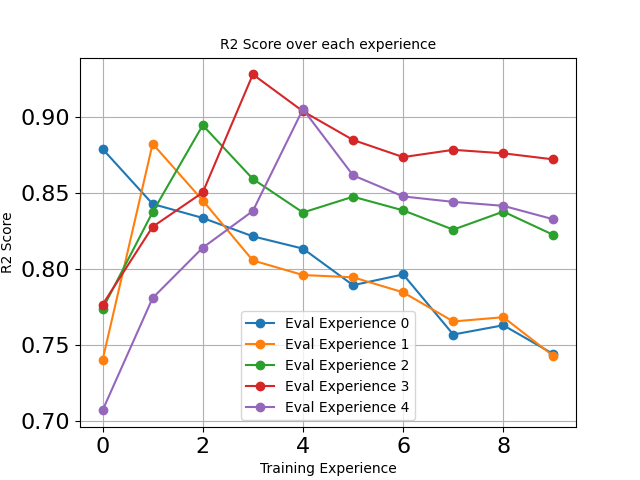 R2 Score over each experience
R2 Score
0.90
0.85
0.80
0.75
0.70
Eval Experience 0
Eval Experience 1
Eval Experience 2
Eval Experience 3
Eval Experience 4
0 2 4 6 8
Training Experience